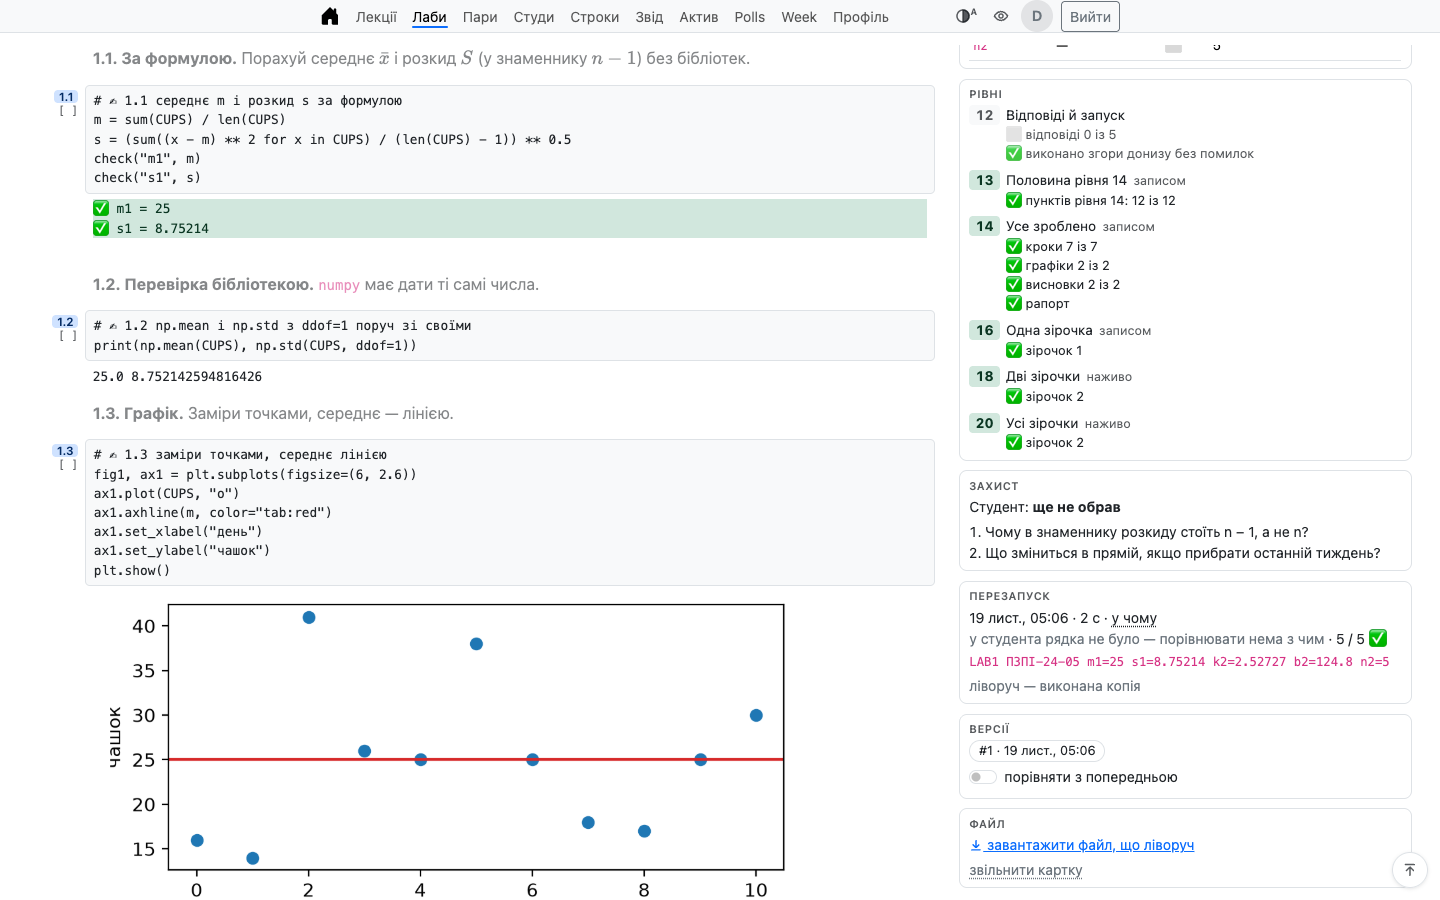 Лекції Лаби Пари Студи Строки Звід Актив Polls Week Профіль A D Вийти
1.1. За формулою. Порахуй середнє x̄ і розкид S (у знаменнику n − 1) без бібліотек.
1.1
[ ]
# ✍ 1.1 середнє m і розкид s за формулою
m = sum(CUPS) / len(CUPS)
s = (sum((x - m) ** 2 for x in CUPS) / (len(CUPS) - 1)) ** 0.5
check("m1", m)
check("s1", s)
✅ m1 = 25
✅ s1 = 8.75214
1.2. Перевірка бібліотекою. numpy має дати ті самі числа.
1.2
[ ]
# ✍ 1.2 np.mean і np.std з ddof=1 поруч зі своїми
print(np.mean(CUPS), np.std(CUPS, ddof=1))
25.0 8.752142594816426
1.3. Графік. Заміри точками, середнє — лінією.
1.3
[ ]
# ✍ 1.3 заміри точками, середнє лінією
fig1, ax1 = plt.subplots(figsize=(6, 2.6))
ax1.plot(CUPS, "o")
ax1.axhline(m, color="tab:red")
ax1.set_xlabel("день")
ax1.set_ylabel("чашок")
plt.show()
40
35
30
25
20
15
чашок
0 2 4 6 8 10
n2 — 5
РІВНІ
12 Відповіді й запуск
відповіді 0 із 5
✅ виконано згори донизу без помилок
13 Половина рівня 14 записом
✅ пунктів рівня 14: 12 із 12
14 Усе зроблено записом
✅ кроки 7 із 7
✅ графіки 2 із 2
✅ висновки 2 із 2
✅ рапорт
16 Одна зірочка записом
✅ зірочок 1
18 Дві зірочки наживо
✅ зірочок 2
20 Усі зірочки наживо
✅ зірочок 2
ЗАХИСТ
Студент: ще не обрав
1. Чому в знаменнику розкиду стоїть n − 1, а не n?
2. Що зміниться в прямій, якщо прибрати останній тиждень?
ПЕРЕЗАПУСК
19 лист., 05:06 · 2 с · у чому
у студента рядка не було — порівнювати нема з чим · 5 / 5 ✅
LAB1 ПЗПІ-24-05 m1=25 s1=8.75214 k2=2.52727 b2=124.8 n2=5
ліворуч — виконана копія
ВЕРСІЇ
#1 · 19 лист., 05:06
порівняти з попередньою
ФАЙЛ
завантажити файл, що ліворуч
звільнити картку